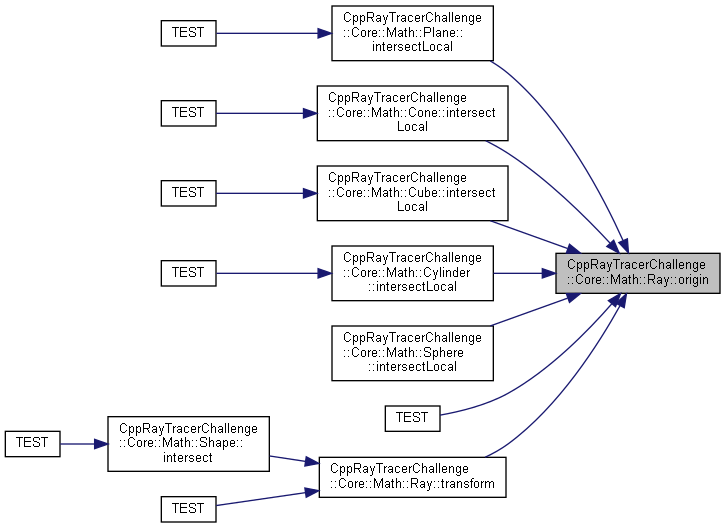 TEST
CppRayTracerChallenge
::Core::Math::Plane::
intersectLocal
TEST
CppRayTracerChallenge
::Core::Math::Cone::intersect
Local
TEST
CppRayTracerChallenge
::Core::Math::Cube::intersect
Local
TEST
CppRayTracerChallenge
::Core::Math::Cylinder
::intersectLocal
CppRayTracerChallenge
::Core::Math::Ray::origin
CppRayTracerChallenge
::Core::Math::Sphere
::intersectLocal
TEST
TEST
CppRayTracerChallenge
::Core::Math::Shape::
intersect
CppRayTracerChallenge
::Core::Math::Ray::transform
TEST